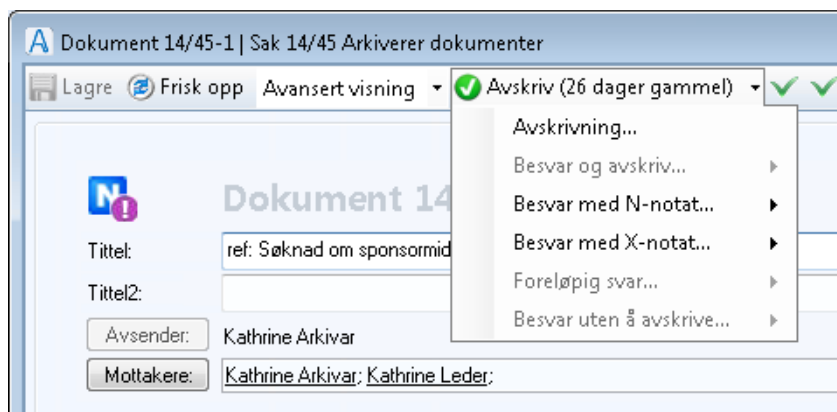 Dokument 14/45-1 | Sak 14/45 Arkiverer dokumenter
Lagre Frisk opp Avansert visning Avskriv (26 dager gammel)
Avskrivning...
Besvar og avskriv...
Besvar med N-notat...
Besvar med X-notat...
Foreløpig svar...
Besvar uten å avskrive...
N
Dokument 14
Tittel: ref: Søknad om sponsormid
Tittel2:
Avsender: Kathrine Arkivar
Mottakere: Kathrine Arkivar; Kathrine Leder;